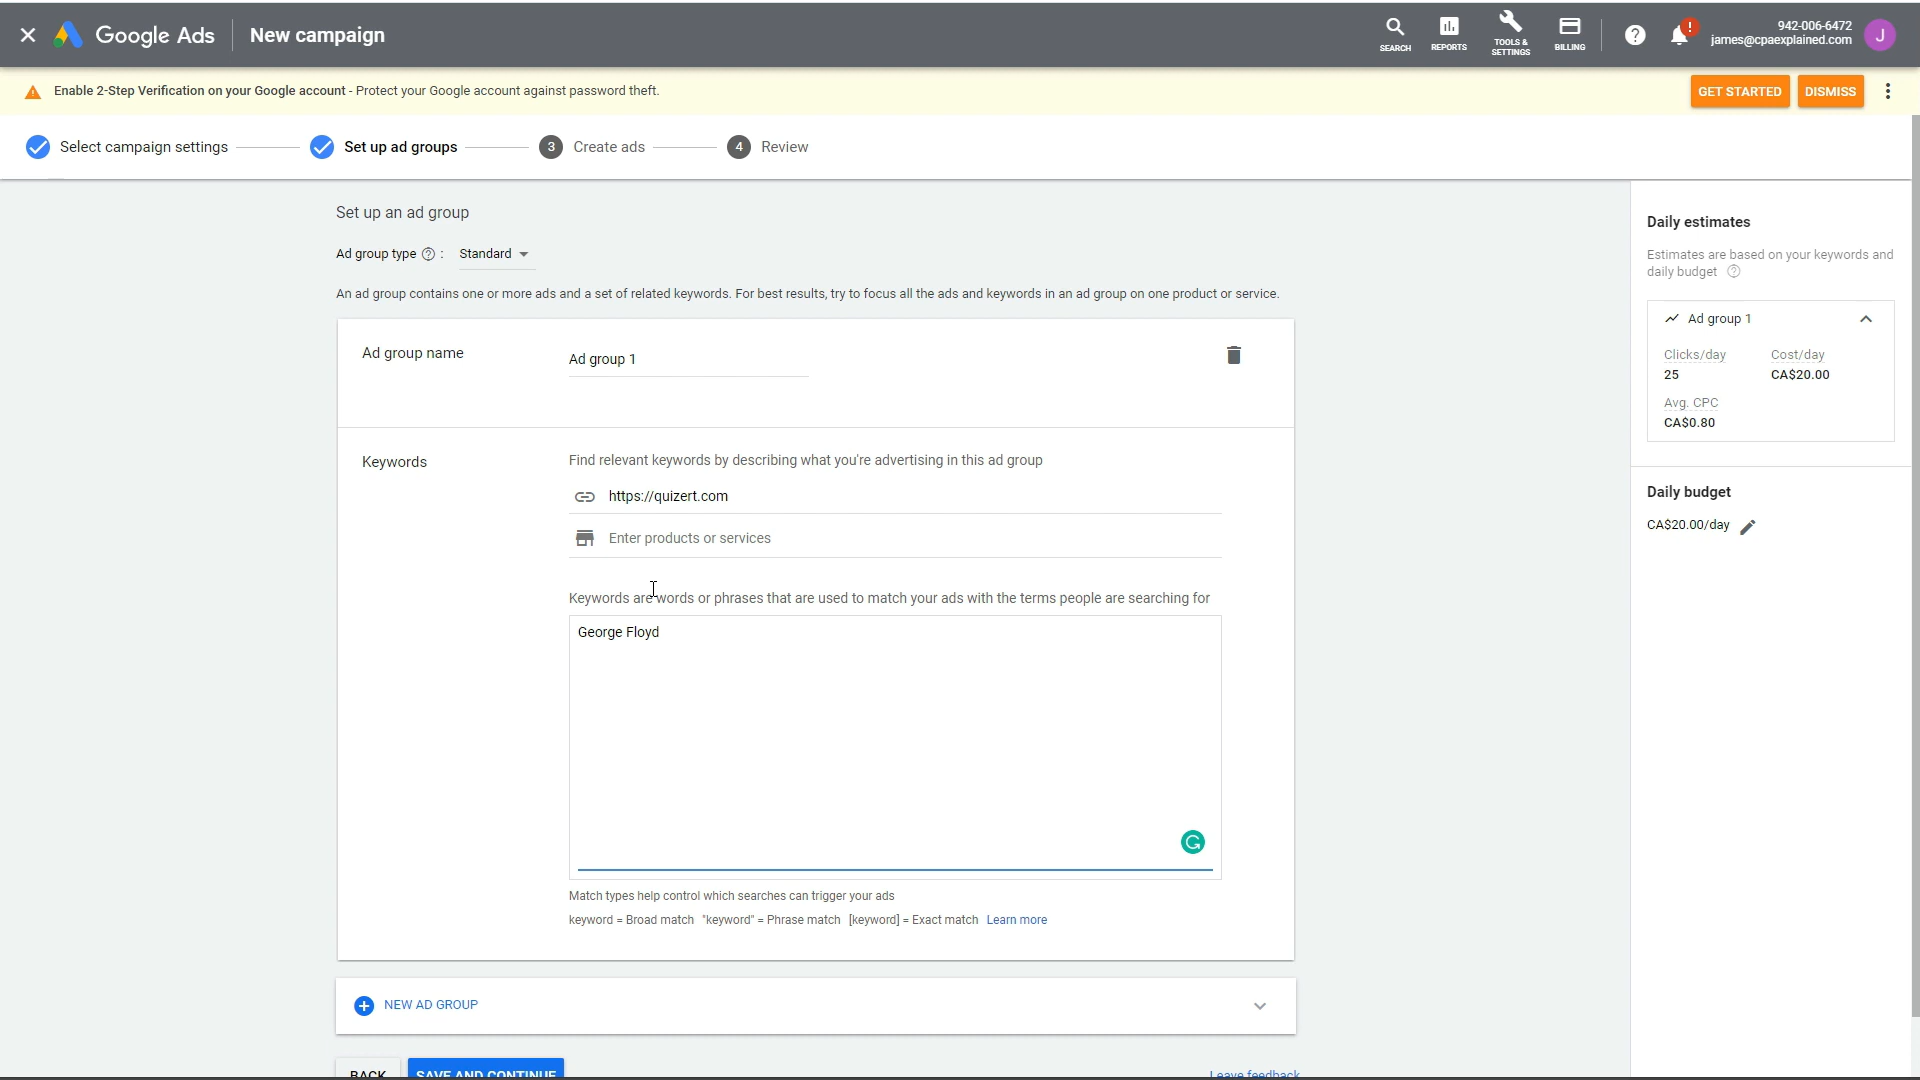 Google Ads New campaign
SEARCH
REPORTS
TOOLS &
SETTINGS
BILLING
?
!
942-006-6472
james@cpaexplained.com
J
Enable 2-Step Verification on your Google account - Protect your Google account against password theft.
GET STARTED
DISMISS
Select campaign settings
Set up ad groups
3 Create ads
4 Review
Set up an ad group
Ad group type ? : Standard
An ad group contains one or more ads and a set of related keywords. For best results, try to focus all the ads and keywords in an ad group on one product or service.
Ad group name
Ad group 1
Keywords
Find relevant keywords by describing what you're advertising in this ad group
https://quizert.com
Enter products or services
Keywords are words or phrases that are used to match your ads with the terms people are searching for
George Floyd
Match types help control which searches can trigger your ads
keyword = Broad match "keyword" = Phrase match [keyword] = Exact match Learn more
NEW AD GROUP
BACK
SAVE AND CONTINUE
Leave feedback
Daily estimates
Estimates are based on your keywords and
daily budget ?
Ad group 1
Clicks/day Cost/day
25 CA$20.00
Avg. CPC
CA$0.80
Daily budget
CA$20.00/day